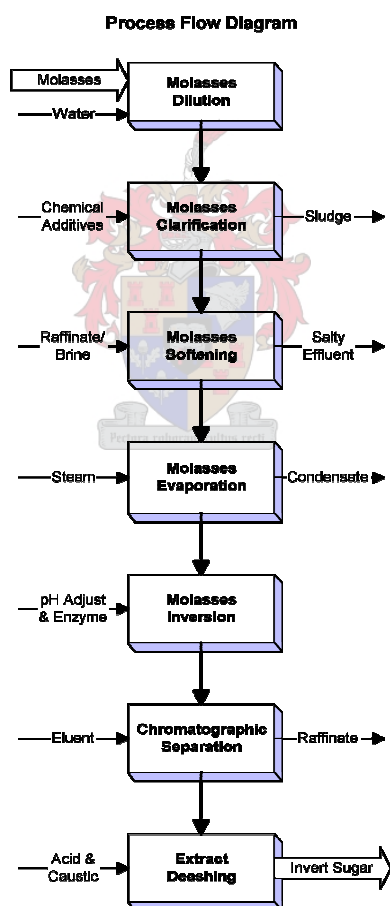 Process Flow Diagram
Molasses
Water
Molasses
Dilution
Chemical
Additives
Molasses
Clarification
Sludge
Raffinate/
Brine
Molasses
Softening
Salty
Effluent
Steam
Molasses
Evaporation
Condensate
pH Adjust
& Enzyme
Molasses
Inversion
Eluent
Chromatographic
Separation
Raffinate
Acid &
Caustic
Extract
Deashing
Invert Sugar